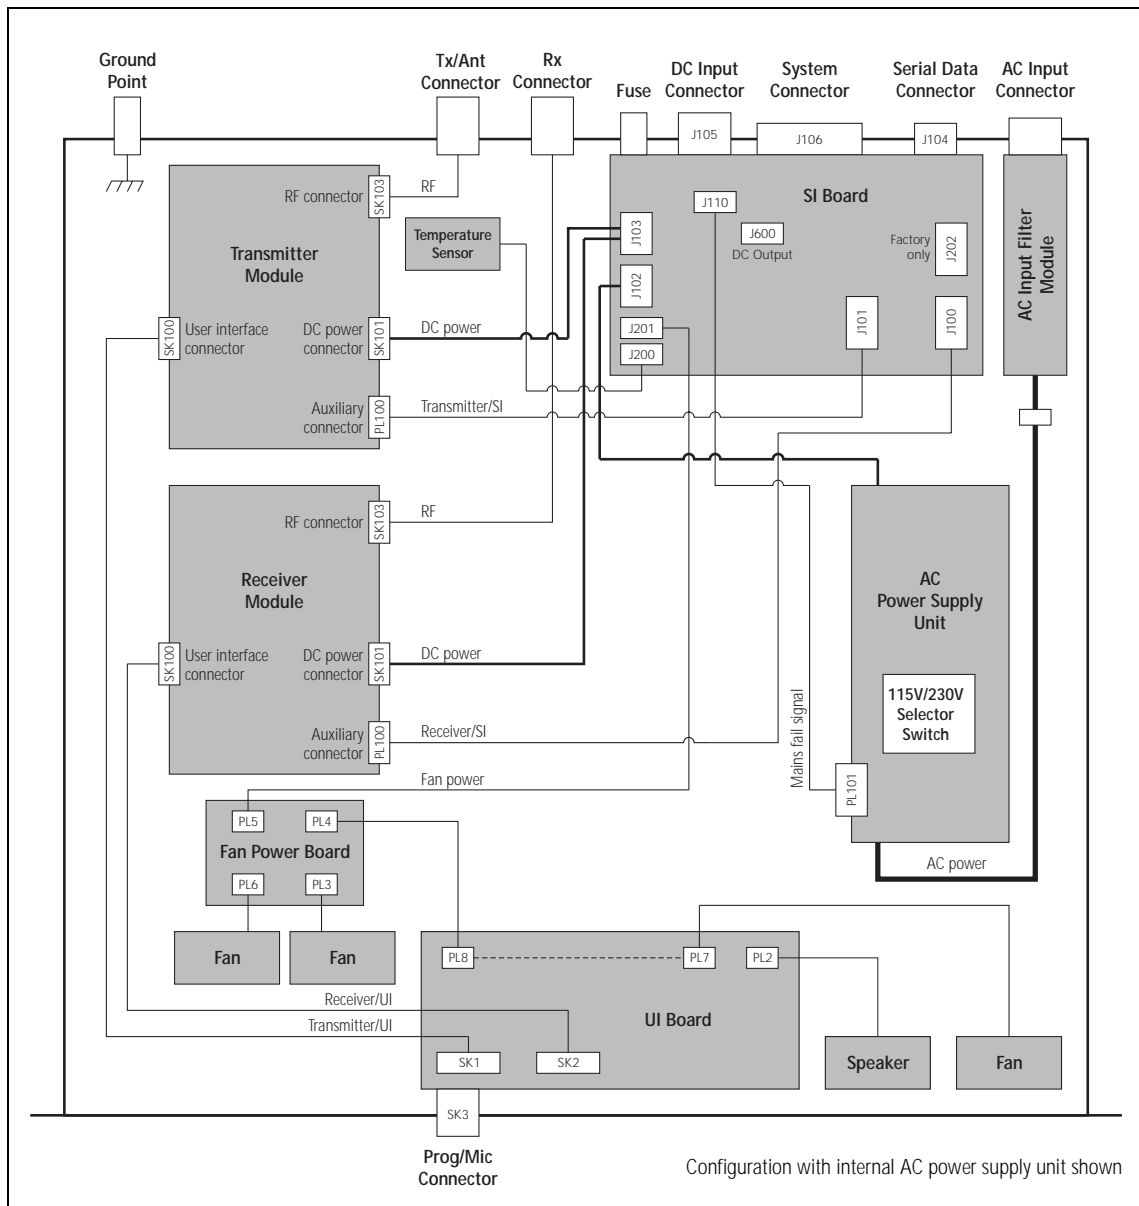 Ground
Point
Tx/Ant
Connector
Rx
Connector
Fuse
DC Input
Connector
System
Connector
Serial Data
Connector
AC Input
Connector
J105
J106
J104
RF connector
SK103
RF
Transmitter
Module
Temperature
Sensor
SK100
User interface
connector
DC power
connector
SK101
DC power
Auxiliary
connector
PL100
Transmitter/SI
SI Board
J110
J600
DC Output
J103
J102
J201
J200
Factory
only
J202
J101
J100
AC Input Filter
Module
RF connector
SK103
RF
Receiver
Module
SK100
User interface
connector
DC power
connector
SK101
DC power
Auxiliary
connector
PL100
Receiver/SI
AC
Power Supply
Unit
115V/230V
Selector
Switch
Mains fail signal
PL101
AC power
Fan power
PL5
PL4
Fan Power Board
PL6
PL3
Fan
Fan
PL8
PL7
PL2
UI Board
Receiver/UI
Transmitter/UI
SK1
SK2
Speaker
Fan
SK3
Prog/Mic
Connector
Configuration with internal AC power supply unit shown